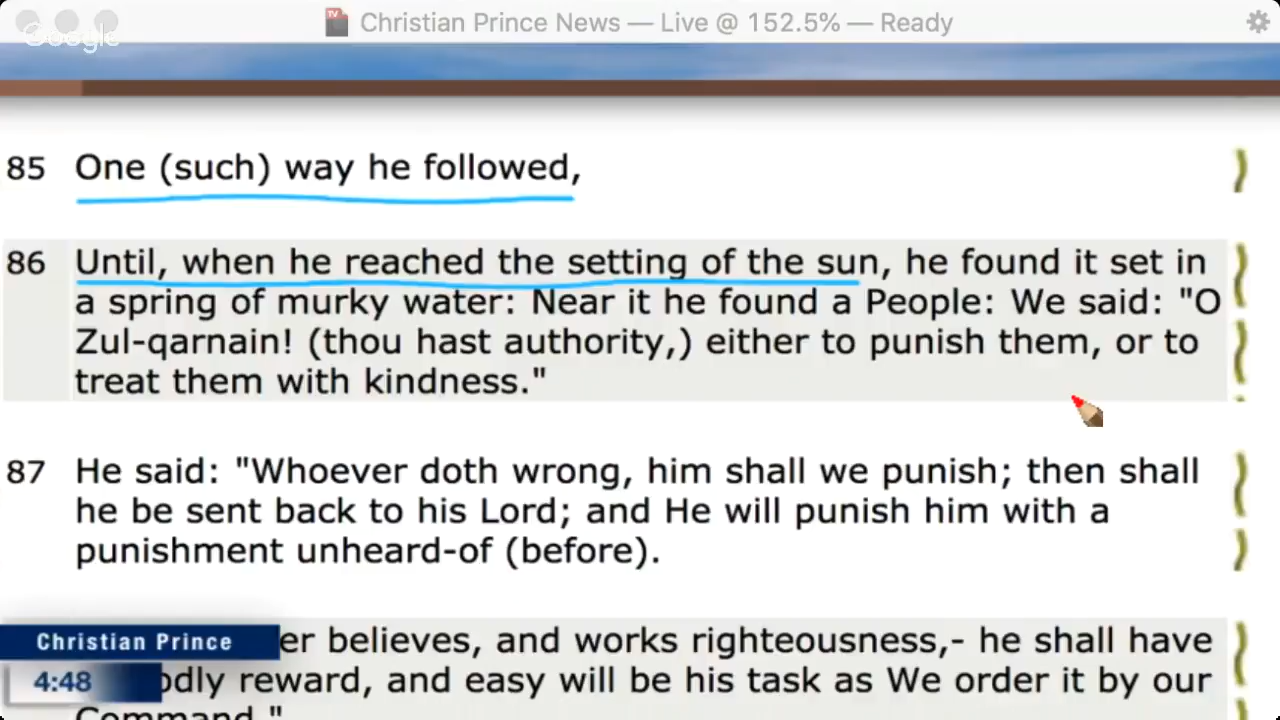 Christian Prince News — Live @ 152.5% — Ready
Google
85 One (such) way he followed,
86 Until, when he reached the setting of the sun, he found it set in
a spring of murky water: Near it he found a People: We said: "O
Zul-qarnain! (thou hast authority,) either to punish them, or to
treat them with kindness."
87 He said: "Whoever doth wrong, him shall we punish; then shall
he be sent back to his Lord; and He will punish him with a
punishment unheard-of (before).
er believes, and works righteousness,- he shall have
odly reward, and easy will be his task as We order it by our
Command."
Christian Prince
4:48